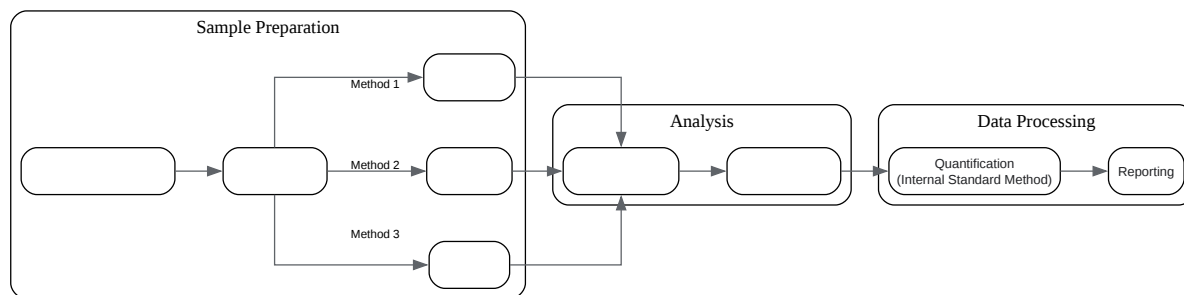 Sample Preparation
Method 1
Method 2
Method 3
Analysis
Data Processing
Quantification
(Internal Standard Method)
Reporting